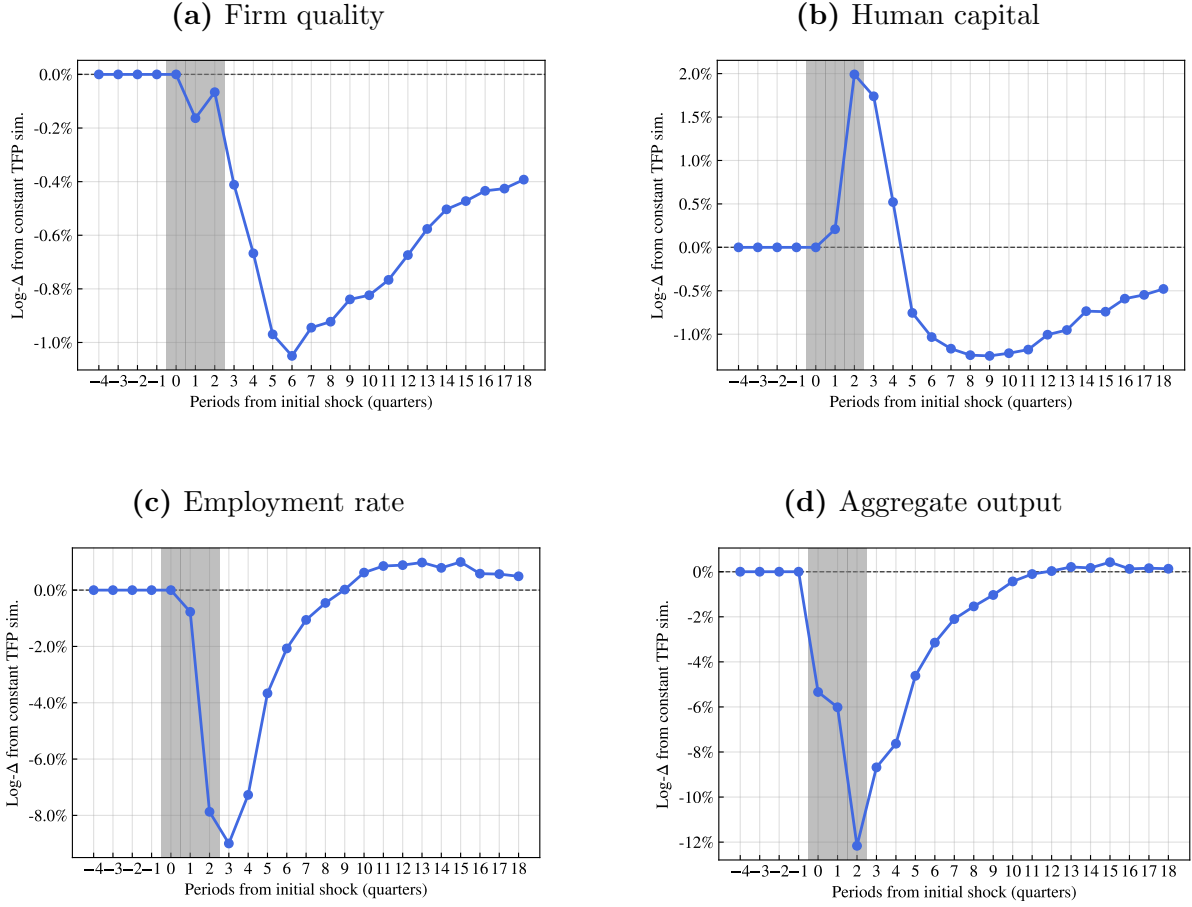 (a) Firm quality
0.0%
-0.2%
-0.4%
-0.6%
-0.8%
-1.0%
Log-Δ from constant TFP sim.
−4−3−2−1 0 1 2 3 4 5 6 7 8 9 10 11 12 13 14 15 16 17 18
Periods from initial shock (quarters)
(b) Human capital
2.0%
1.5%
1.0%
0.5%
0.0%
-0.5%
-1.0%
Log-Δ from constant TFP sim.
−4−3−2−1 0 1 2 3 4 5 6 7 8 9 10 11 12 13 14 15 16 17 18
Periods from initial shock (quarters)
(c) Employment rate
0.0%
-2.0%
-4.0%
-6.0%
-8.0%
Log-Δ from constant TFP sim.
−4−3−2−1 0 1 2 3 4 5 6 7 8 9 10 11 12 13 14 15 16 17 18
Periods from initial shock (quarters)
(d) Aggregate output
0%
-2%
-4%
-6%
-8%
-10%
-12%
Log-Δ from constant TFP sim.
−4−3−2−1 0 1 2 3 4 5 6 7 8 9 10 11 12 13 14 15 16 17 18
Periods from initial shock (quarters)